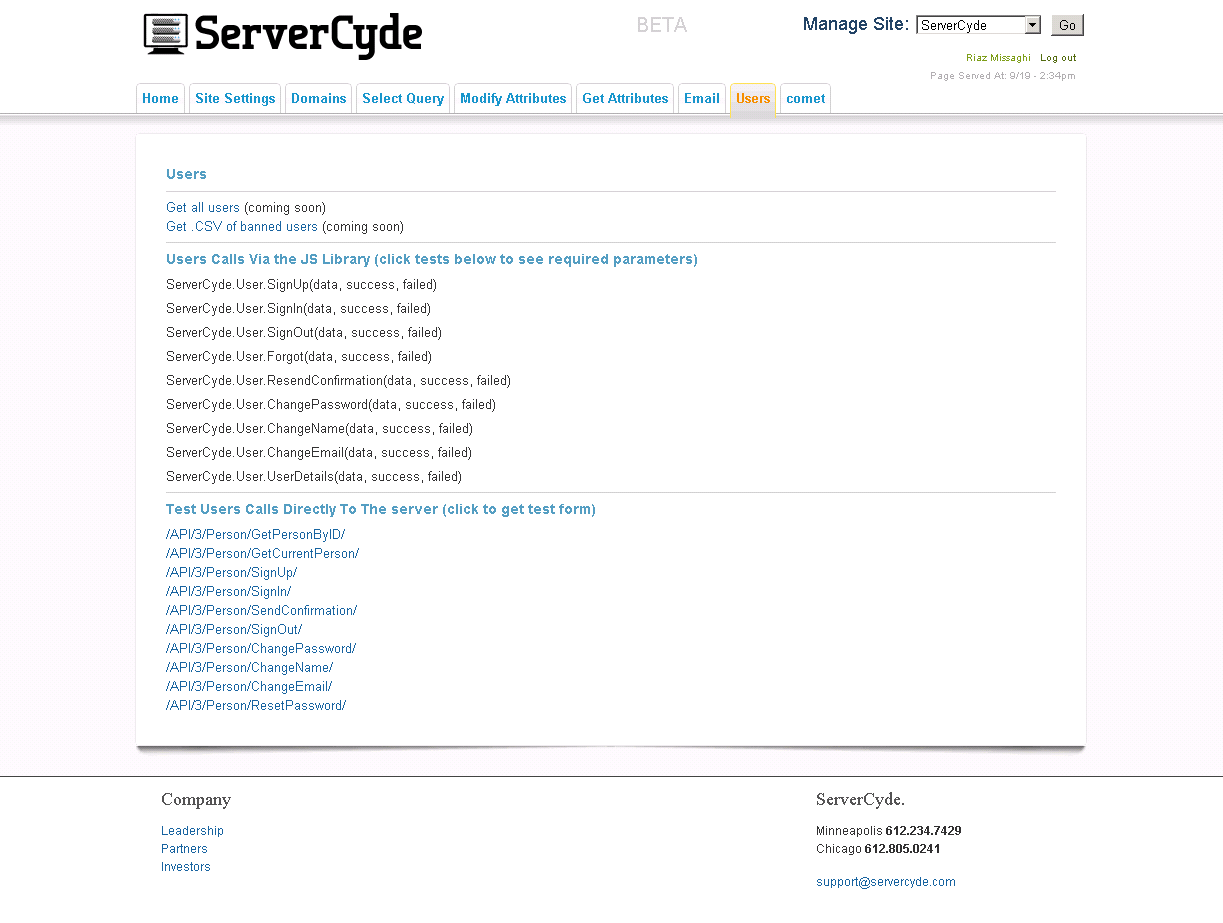 ServerCyde
BETA
Manage Site: ServerCyde Go
Riaz Missaghi Log out
Page Served At: 9/19 - 2:34pm
Home Site Settings Domains Select Query Modify Attributes Get Attributes Email Users comet
Users
Get all users (coming soon)
Get .CSV of banned users (coming soon)
Users Calls Via the JS Library (click tests below to see required parameters)
ServerCyde.User.SignUp(data, success, failed)
ServerCyde.User.SignIn(data, success, failed)
ServerCyde.User.SignOut(data, success, failed)
ServerCyde.User.Forgot(data, success, failed)
ServerCyde.User.ResendConfirmation(data, success, failed)
ServerCyde.User.ChangePassword(data, success, failed)
ServerCyde.User.ChangeName(data, success, failed)
ServerCyde.User.ChangeEmail(data, success, failed)
ServerCyde.User.UserDetails(data, success, failed)
Test Users Calls Directly To The server (click to get test form)
/API/3/Person/GetPersonByID/
/API/3/Person/GetCurrentPerson/
/API/3/Person/SignUp/
/API/3/Person/SignIn/
/API/3/Person/SendConfirmation/
/API/3/Person/SignOut/
/API/3/Person/ChangePassword/
/API/3/Person/ChangeName/
/API/3/Person/ChangeEmail/
/API/3/Person/ResetPassword/
Company
Leadership
Partners
Investors
ServerCyde.
Minneapolis 612.234.7429
Chicago 612.805.0241
support@servercyde.com